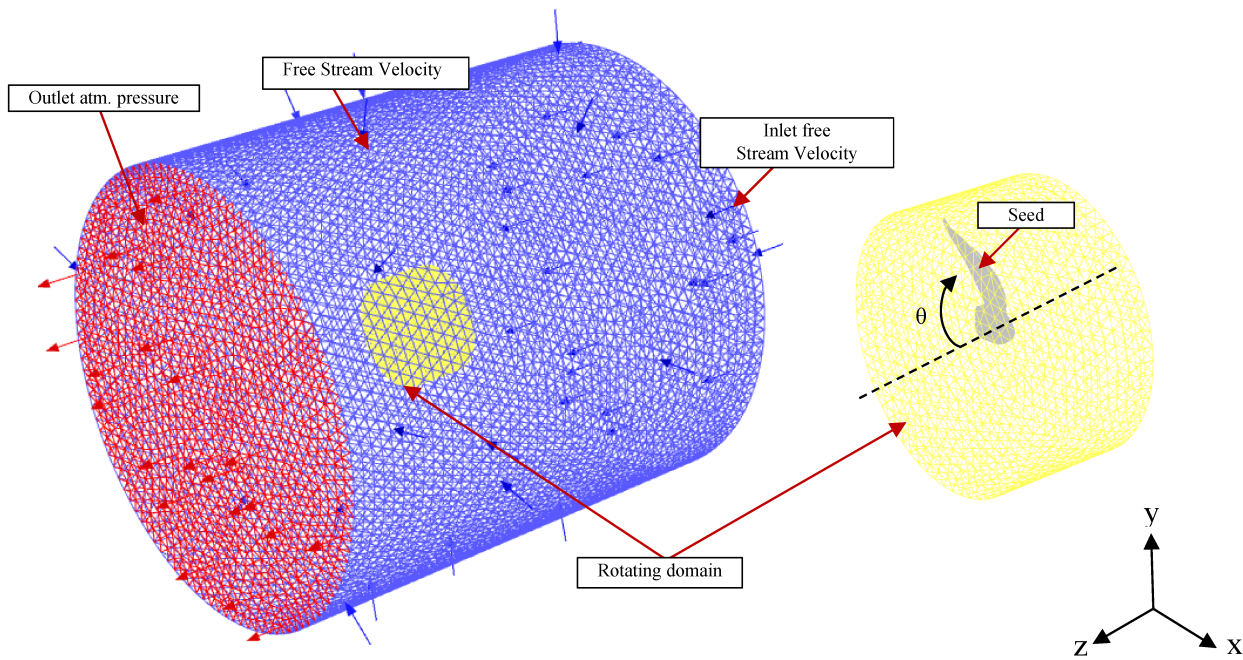 Free Stream Velocity
Outlet atm. pressure
Inlet free
Stream Velocity
Seed
θ
Rotating domain
y
z
x